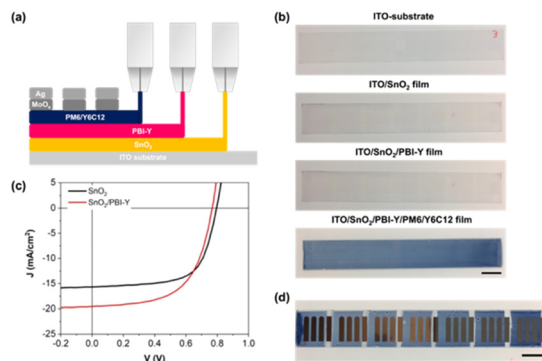 (a)
Ag
MoOₓ
PM6/Y6C12
PBI-Y
SnO₂
ITO substrate
(b)
ITO-substrate
3
ITO/SnO₂ film
ITO/SnO₂/PBI-Y film
ITO/SnO₂/PBI-Y/PM6/Y6C12 film
(c)
SnO₂
SnO₂/PBI-Y
J (mA/cm²)
5
0
-5
-10
-15
-20
-25
-0.2 0.0 0.2 0.4 0.6 0.8 1.0
V (V)
(d)